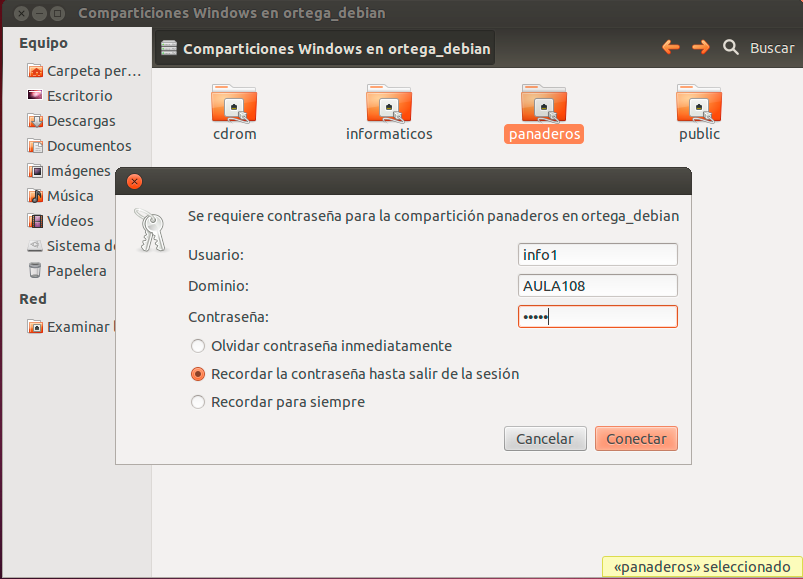 Comparticiones Windows en ortega_debian
Equipo
Carpeta per...
Escritorio
Descargas
Documentos
Imágenes
Música
Vídeos
Sistema d
Papelera
Red
Examinar
Comparticiones Windows en ortega_debian
Buscar
cdrom
informaticos
panaderos
public
Se requiere contraseña para la compartición panaderos en ortega_debian
Usuario:
info1
Dominio:
AULA108
Contraseña:
•••••
Olvidar contraseña inmediatamente
Recordar la contraseña hasta salir de la sesión
Recordar para siempre
Cancelar
Conectar
«panaderos» seleccionado